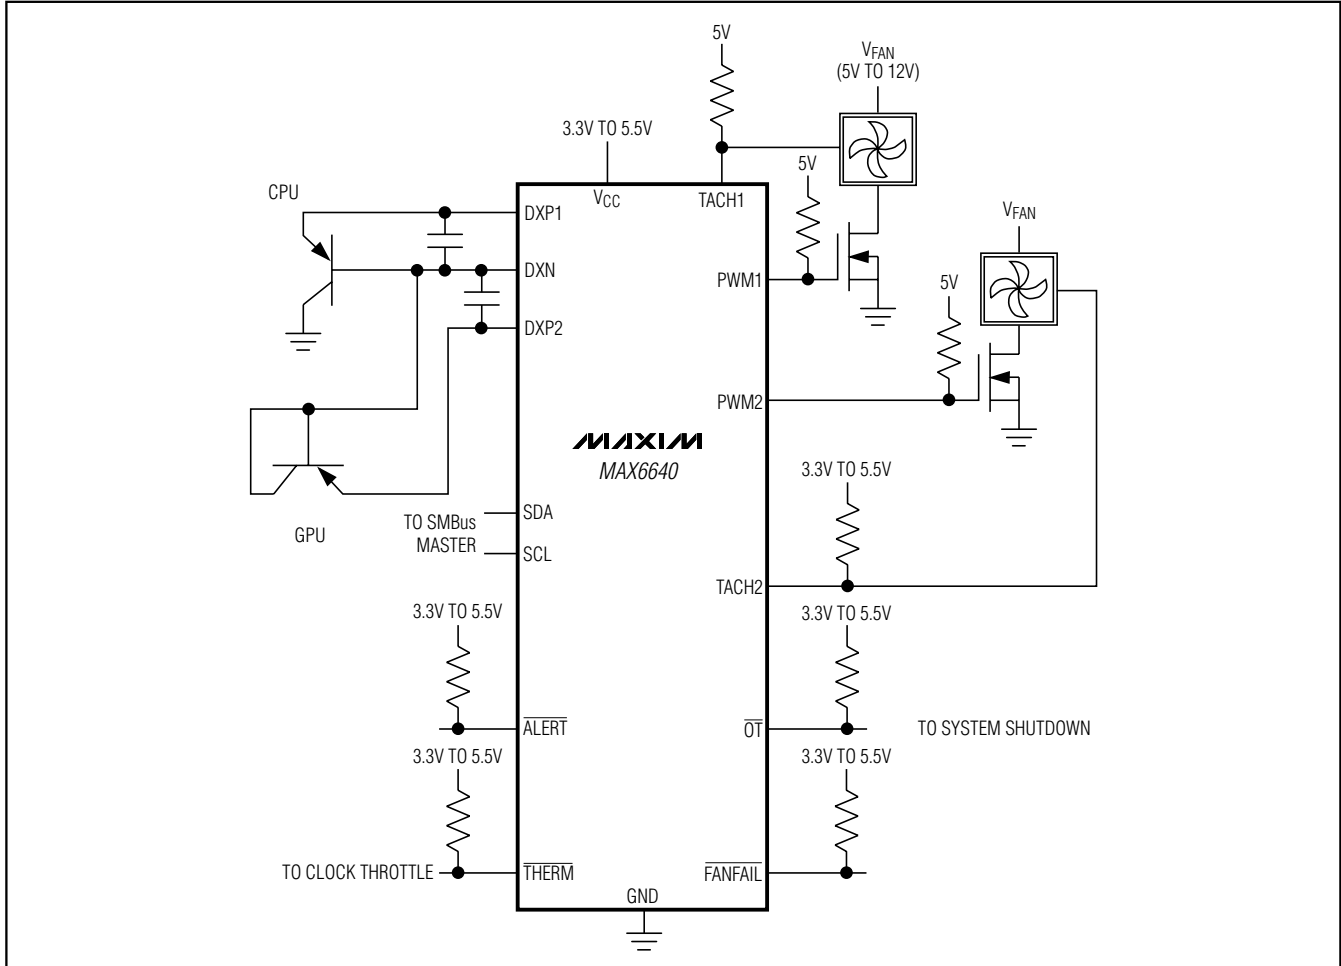 5V
VFAN
(5V TO 12V)
3.3V TO 5.5V
5V
CPU
VCC
TACH1
DXP1
VFAN
DXN
PWM1
5V
DXP2
PWM2
MAXIM
MAX6640
3.3V TO 5.5V
TO SMBus
MASTER
SDA
GPU
SCL
TACH2
3.3V TO 5.5V
3.3V TO 5.5V
ALERT
OT
TO SYSTEM SHUTDOWN
3.3V TO 5.5V
3.3V TO 5.5V
TO CLOCK THROTTLE
THERM
FANFAIL
GND